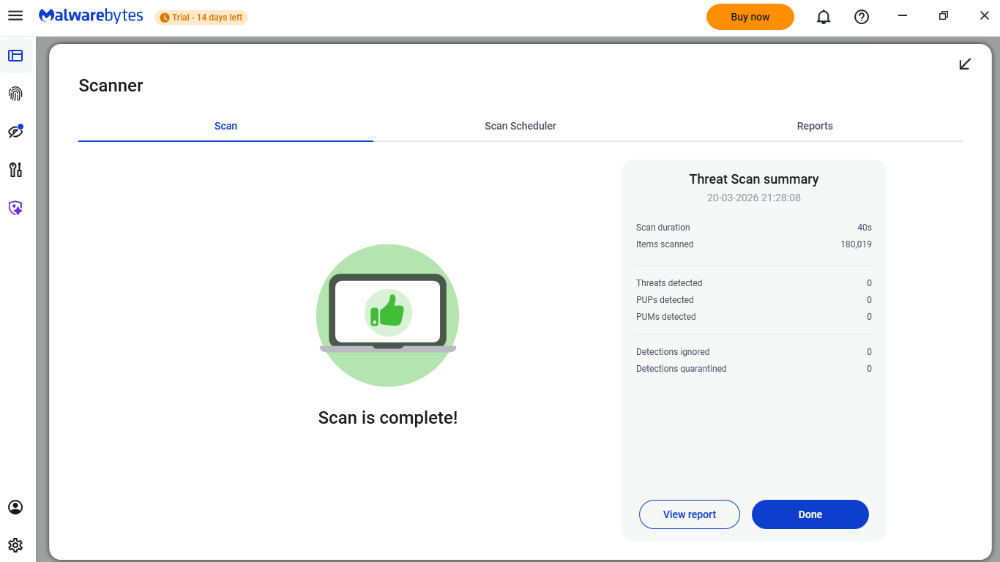 Malwarebytes
Trial - 14 days left
Buy now
Scanner
Scan
Scan Scheduler
Reports
Threat Scan summary
20-03-2026 21:28:08
Scan duration 40s
Items scanned 180,019
Threats detected 0
PUPs detected 0
PUMs detected 0
Detections ignored 0
Detections quarantined 0
Scan is complete!
View report
Done